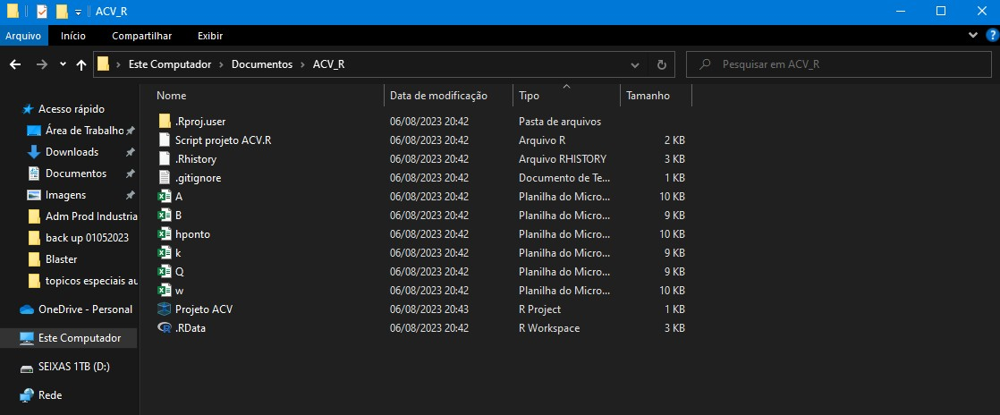 ACV_R
Arquivo Início Compartilhar Exibir
Este Computador Documentos ACV_R Pesquisar em ACV_R
Nome Data de modificação Tipo Tamanho
Acesso rápido
Área de Trabalho
Downloads
Documentos
Imagens
Adm Prod Industria
back up 01052023
Blaster
topicos especiais au
OneDrive - Personal
Este Computador
SEIXAS 1TB (D:)
Rede
.Rproj.user 06/08/2023 20:42 Pasta de arquivos
Script projeto ACV.R 06/08/2023 20:42 Arquivo R 2 KB
.Rhistory 06/08/2023 20:42 Arquivo RHISTORY 3 KB
.gitignore 06/08/2023 20:42 Documento de Te... 1 KB
A 06/08/2023 20:42 Planilha do Micro... 10 KB
B 06/08/2023 20:42 Planilha do Micro... 9 KB
hponto 06/08/2023 20:42 Planilha do Micro... 10 KB
k 06/08/2023 20:42 Planilha do Micro... 9 KB
Q 06/08/2023 20:42 Planilha do Micro... 9 KB
w 06/08/2023 20:42 Planilha do Micro... 10 KB
Projeto ACV 06/08/2023 20:43 R Project 1 KB
.RData 06/08/2023 20:42 R Workspace 3 KB